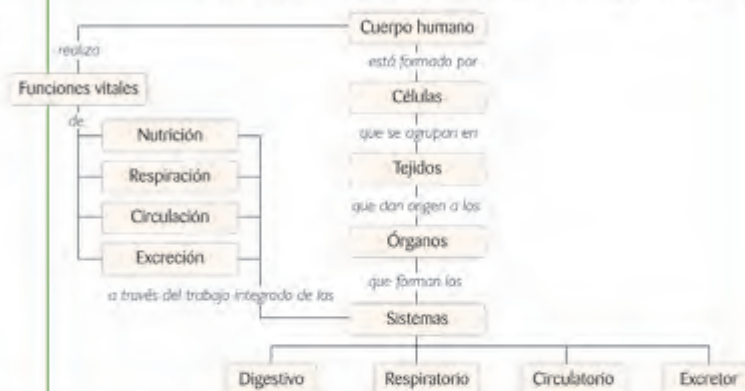 Cuerpo humano
realiza
está formado por
Funciones vitales
Células
de
que se agrupan en
Nutrición
Tejidos
Respiración
que dan origen a los
Circulación
Órganos
Excreción
que forman los
a través del trabajo integrado de los
Sistemas
Digestivo
Respiratorio
Circulatorio
Excretor